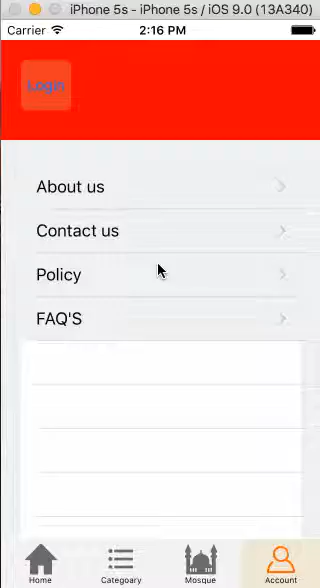 iPhone 5s - iPhone 5s / iOS 9.0 (13A340)
Carrier 2:16 PM
Login
About us
Contact us
Policy
FAQ'S
Home Categoary Mosque Account